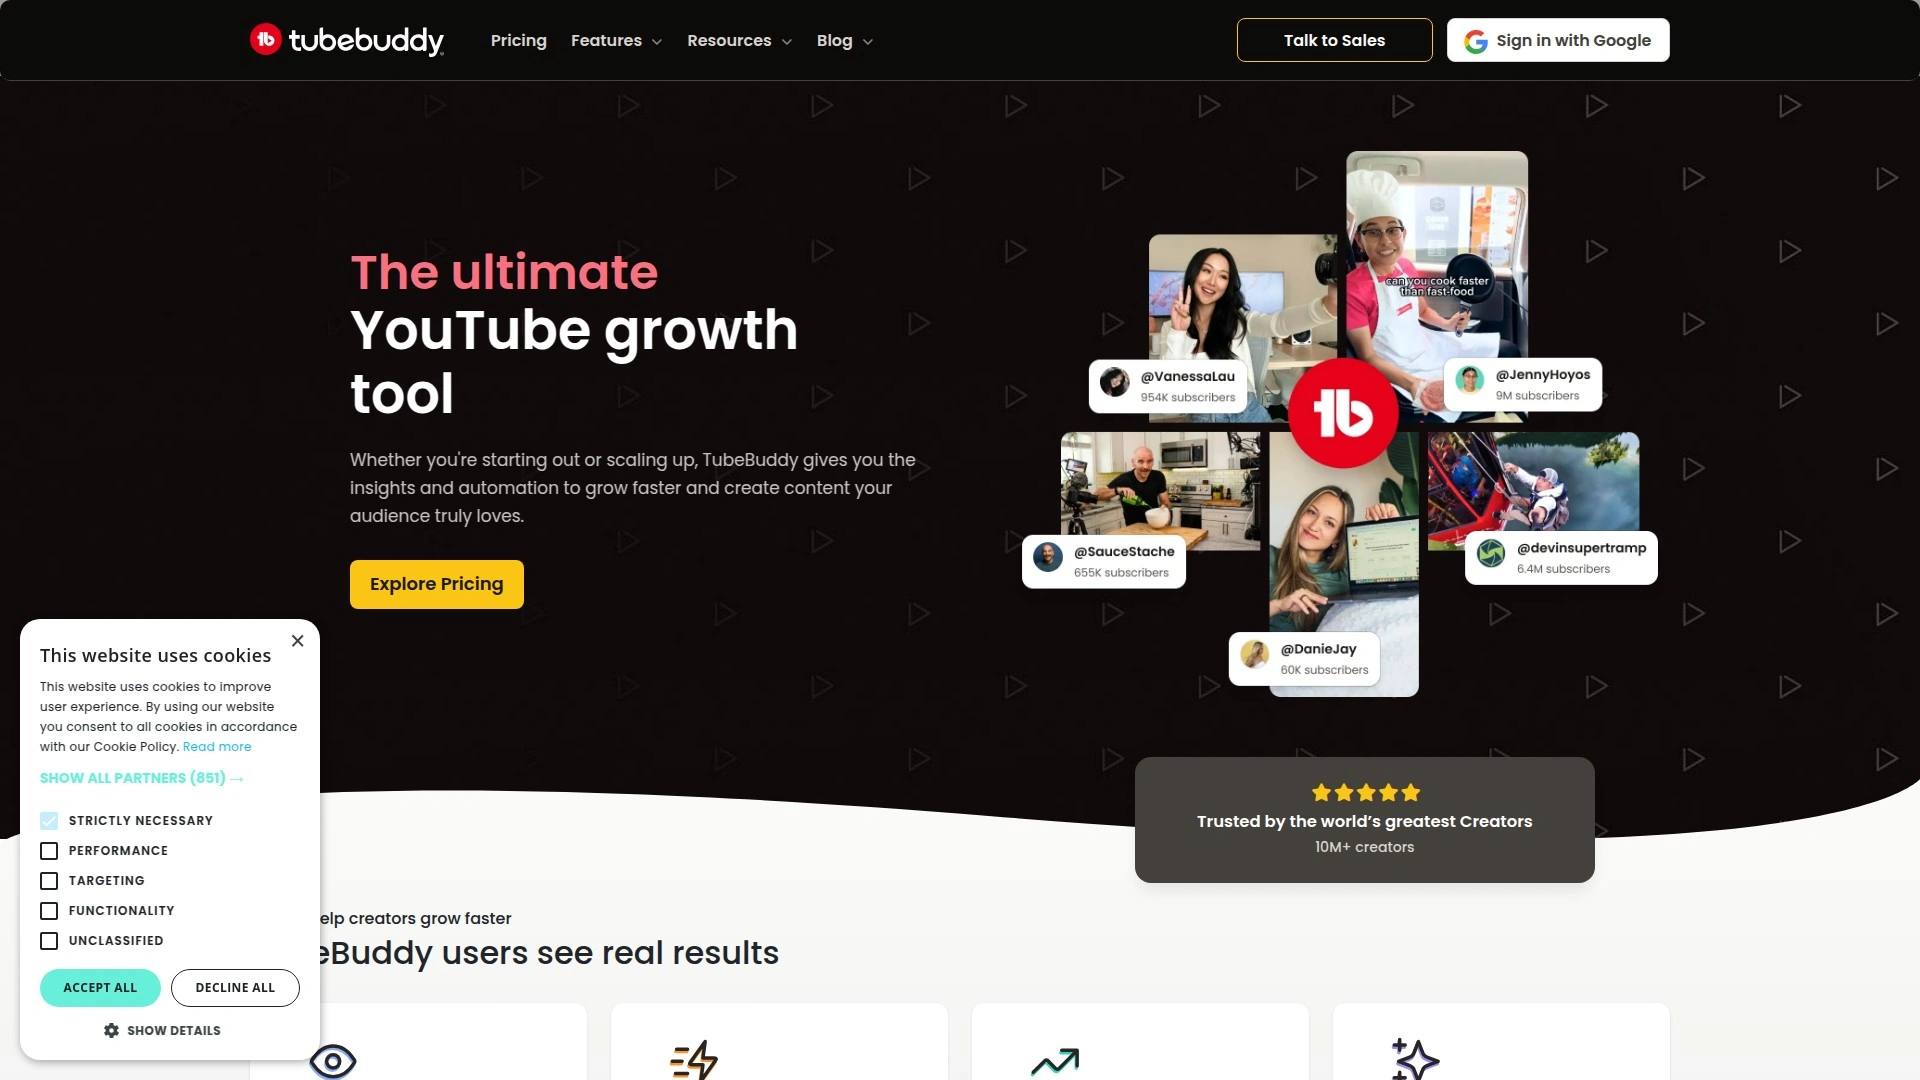 tubebuddy
Pricing
Features
Resources
Blog
Talk to Sales
Sign in with Google
The ultimate
YouTube growth
tool
Whether you're starting out or scaling up, TubeBuddy gives you the
insights and automation to grow faster and create content your
audience truly loves.
Explore Pricing
can you cook faster
than fast-food
@VanessaLau
954K subscribers
@JennyHoyos
9M subscribers
tb
@SauceStache
655K subscribers
@devinsupertramp
6.4M subscribers
@DanieJay
60K subscribers
Trusted by the world’s greatest Creators
10M+ creators
elp creators grow faster
eBuddy users see real results
This website uses cookies
This website uses cookies to improve
user experience. By using our website
you consent to all cookies in accordance
with our Cookie Policy. Read more
SHOW ALL PARTNERS (851) →
STRICTLY NECESSARY
PERFORMANCE
TARGETING
FUNCTIONALITY
UNCLASSIFIED
ACCEPT ALL
DECLINE ALL
SHOW DETAILS